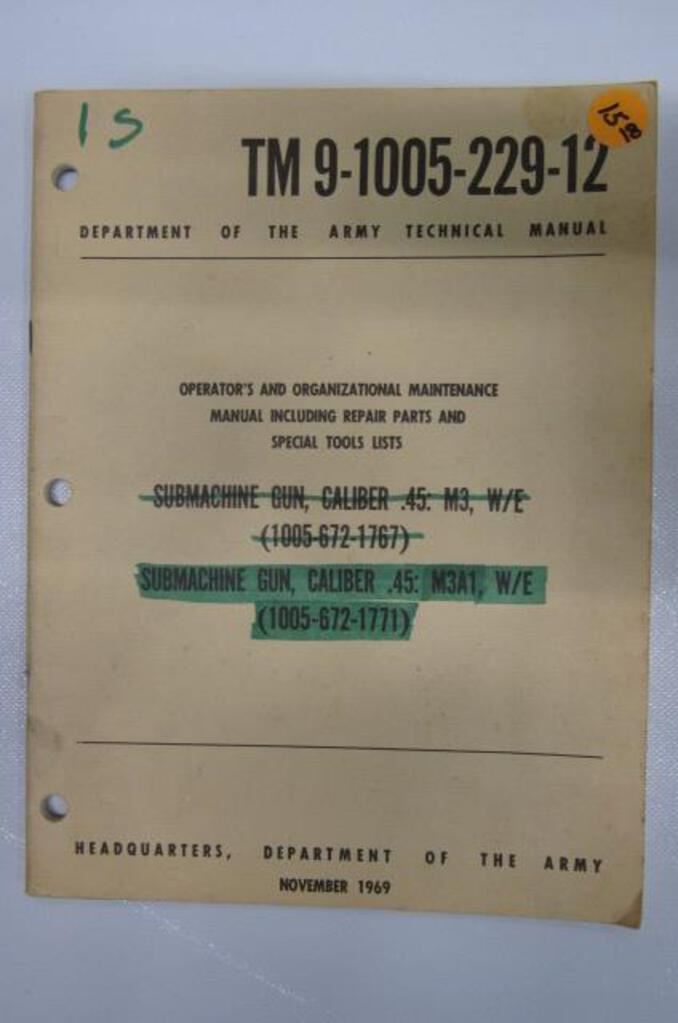 1 S
15.00
TM 9-1005-229-12
DEPARTMENT OF THE ARMY TECHNICAL MANUAL
OPERATOR'S AND ORGANIZATIONAL MAINTENANCE
MANUAL INCLUDING REPAIR PARTS AND
SPECIAL TOOLS LISTS
SUBMACHINE GUN, CALIBER .45: M3, W/E
(1005-672-1767)
SUBMACHINE GUN, CALIBER .45: M3A1, W/E
(1005-672-1771)
HEADQUARTERS, DEPARTMENT OF THE ARMY
NOVEMBER 1969